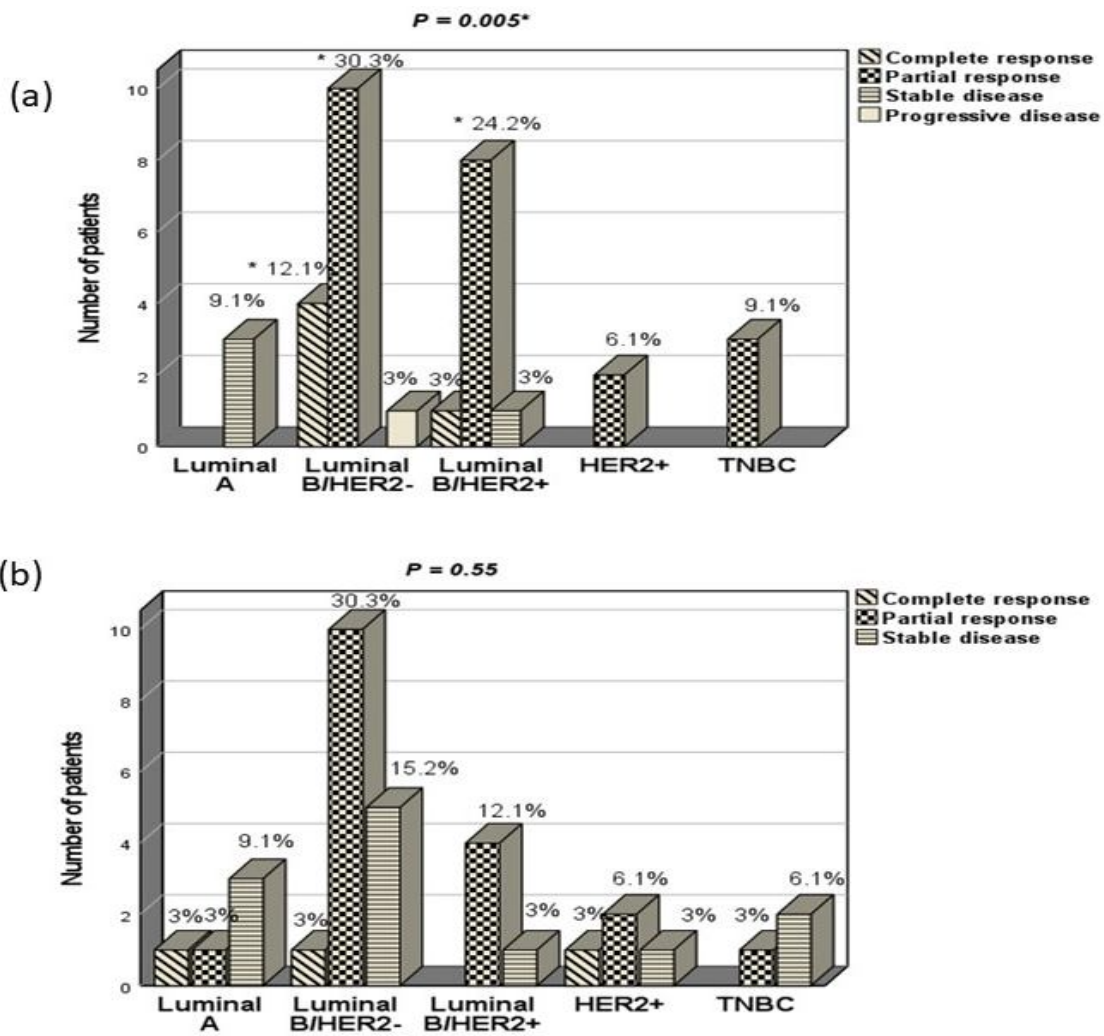 (a)
P = 0.005*
Number of patients
10
8
6
4
2
0
9.1%
* 12.1%
* 30.3%
3%
3%
* 24.2%
3%
6.1%
9.1%
Luminal A
Luminal B/HER2-
Luminal B/HER2+
HER2+
TNBC
Complete response
Partial response
Stable disease
Progressive disease
(b)
P = 0.55
Number of patients
10
8
6
4
2
0
3%
3%
9.1%
3%
30.3%
15.2%
12.1%
3%
3%
6.1%
3%
3%
6.1%
Luminal A
Luminal B/HER2-
Luminal B/HER2+
HER2+
TNBC
Complete response
Partial response
Stable disease